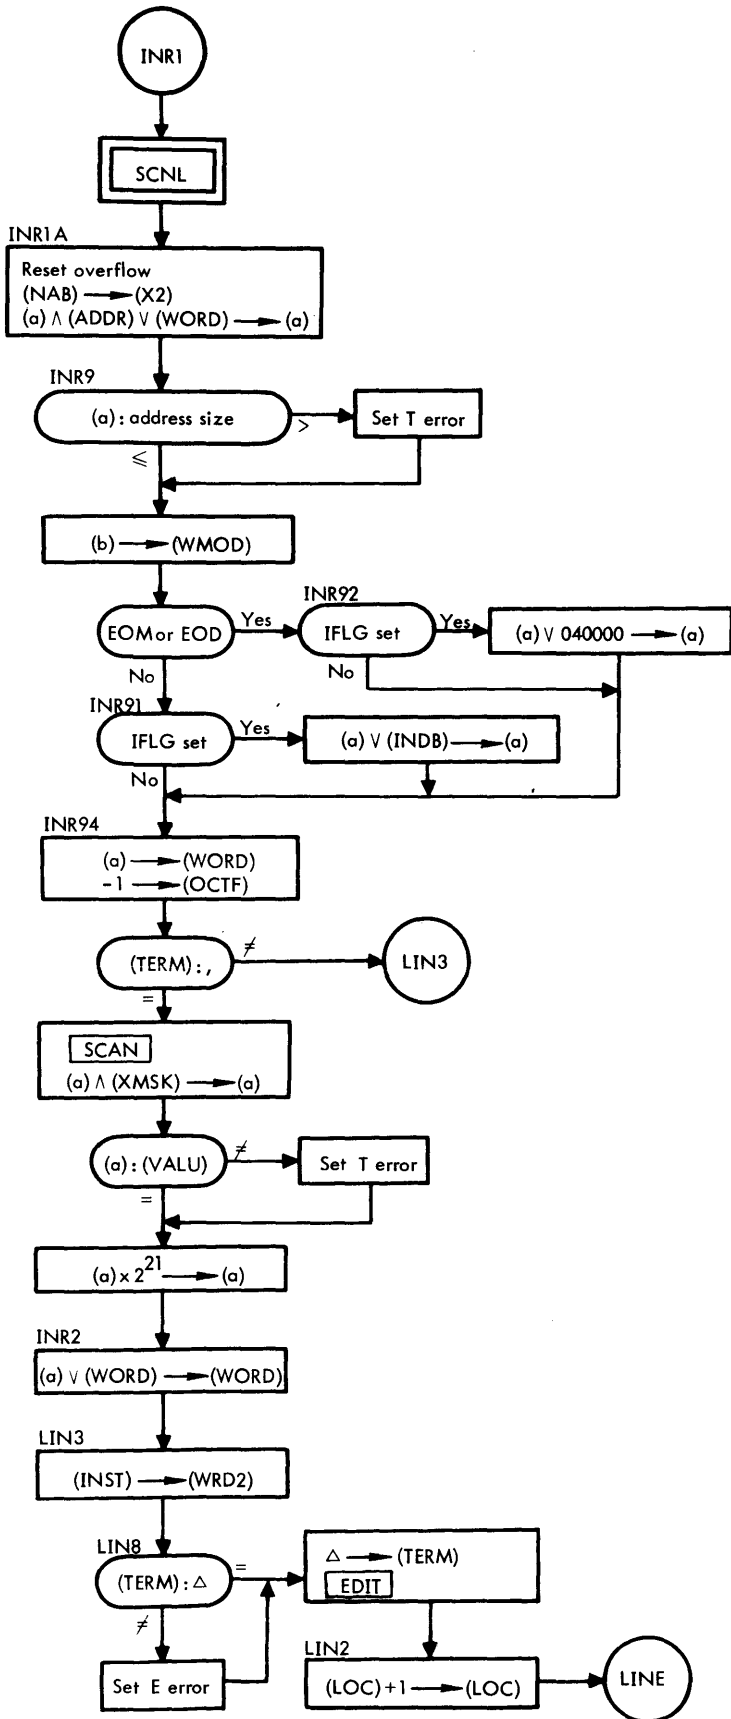 INR1
SCNL
INR1A
Reset overflow
(NAB) → (X2)
(a) ∧ (ADDR) ∨ (WORD) → (a)
INR9
(a) : address size
>
Set T error
≤
(b) → (WMOD)
INR92
EOM or EOD
Yes
IFLG set
Yes
(a) ∨ 040000 → (a)
No
No
INR91
IFLG set
Yes
(a) ∨ (INDB) → (a)
No
INR94
(a) → (WORD)
-1 → (OCTF)
(TERM) : ,
≠
LIN3
=
SCAN
(a) ∧ (XMSK) → (a)
(a) : (VALU)
≠
Set T error
=
(a) x 2²¹ → (a)
INR2
(a) ∨ (WORD) → (WORD)
LIN3
(INST) → (WRD2)
LIN8
(TERM) : △
=
△ → (TERM)
EDIT
≠
Set E error
LIN2
(LOC) + 1 → (LOC)
LINE